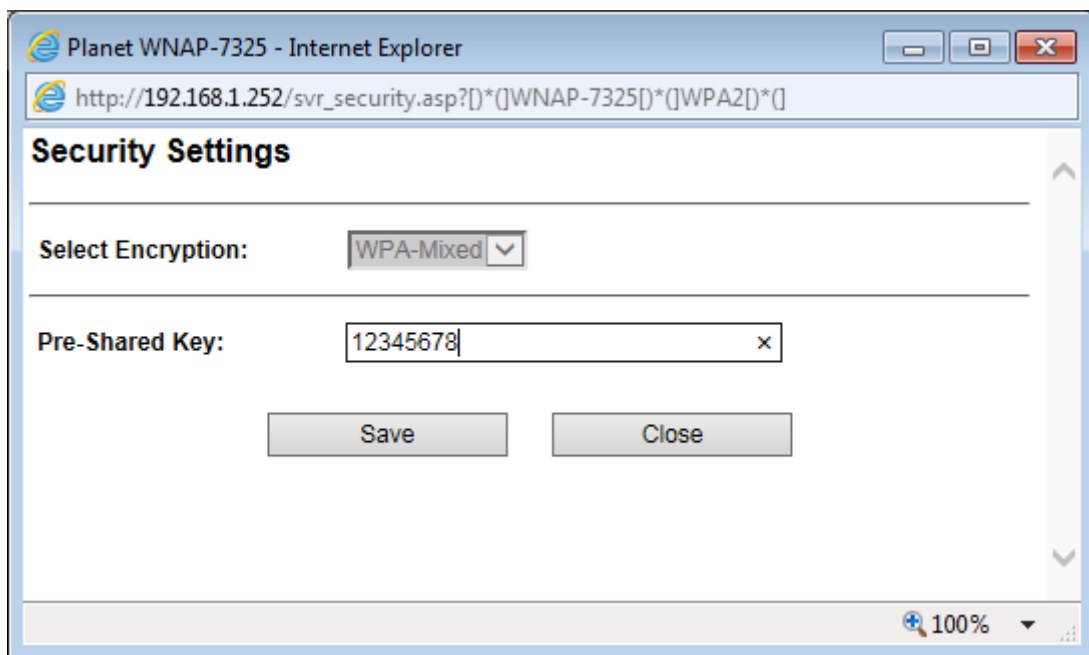 Planet WNAP-7325 - Internet Explorer
http://192.168.1.252/svr_security.asp?[)*(]WNAP-7325[)*(]WPA2[)*(]
Security Settings
Select Encryption: WPA-Mixed
Pre-Shared Key: 12345678 ×
Save Close
100%